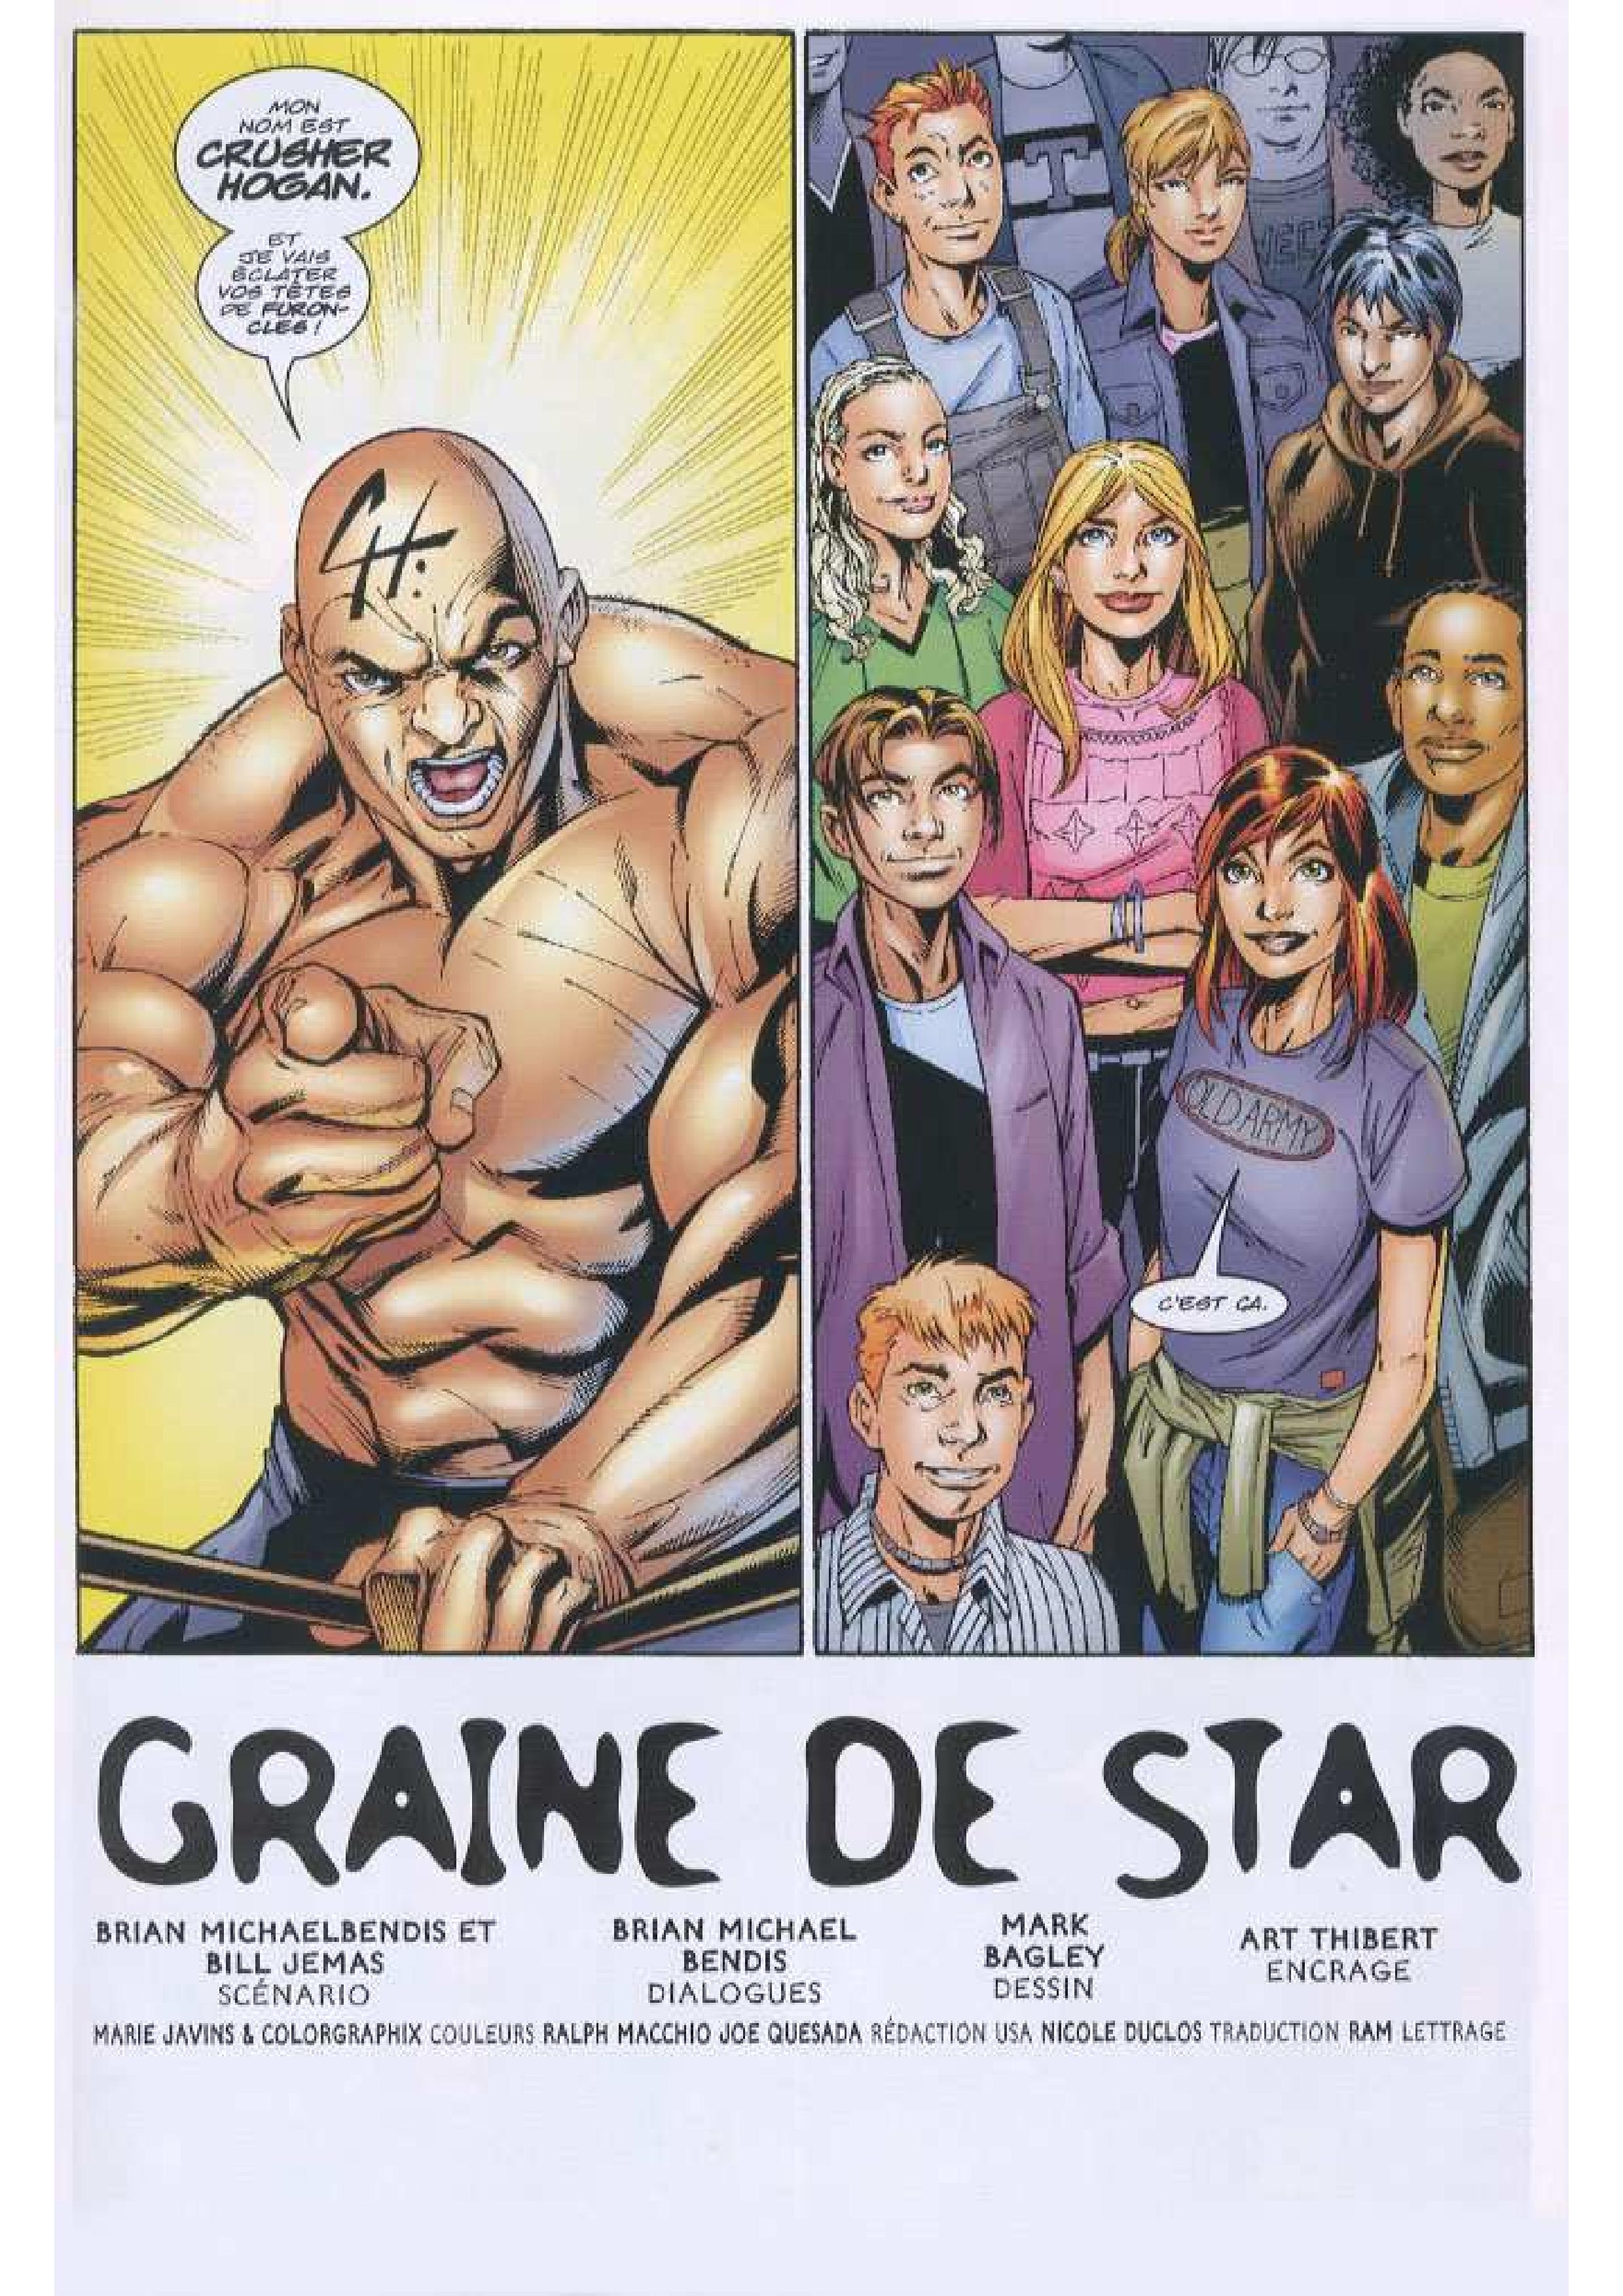 MON
NOM EST
CRUSHER
HOGAN.
ET
JE VAIS
ÉCLATER
VOS TÊTES
DE FURON-
CLES !
C.H.
T
OLD ARMY
C'EST ÇA.
GRAINE DE STAR
BRIAN MICHAELBENDIS ET
BILL JEMAS
SCÉNARIO
BRIAN MICHAEL
BENDIS
DIALOGUES
MARK
BAGLEY
DESSIN
ART THIBERT
ENCRAGE
MARIE JAVINS & COLORGRAPHIX COULEURS RALPH MACCHIO JOE QUESADA RÉDACTION USA NICOLE DUCLOS TRADUCTION RAM LETTRAGE